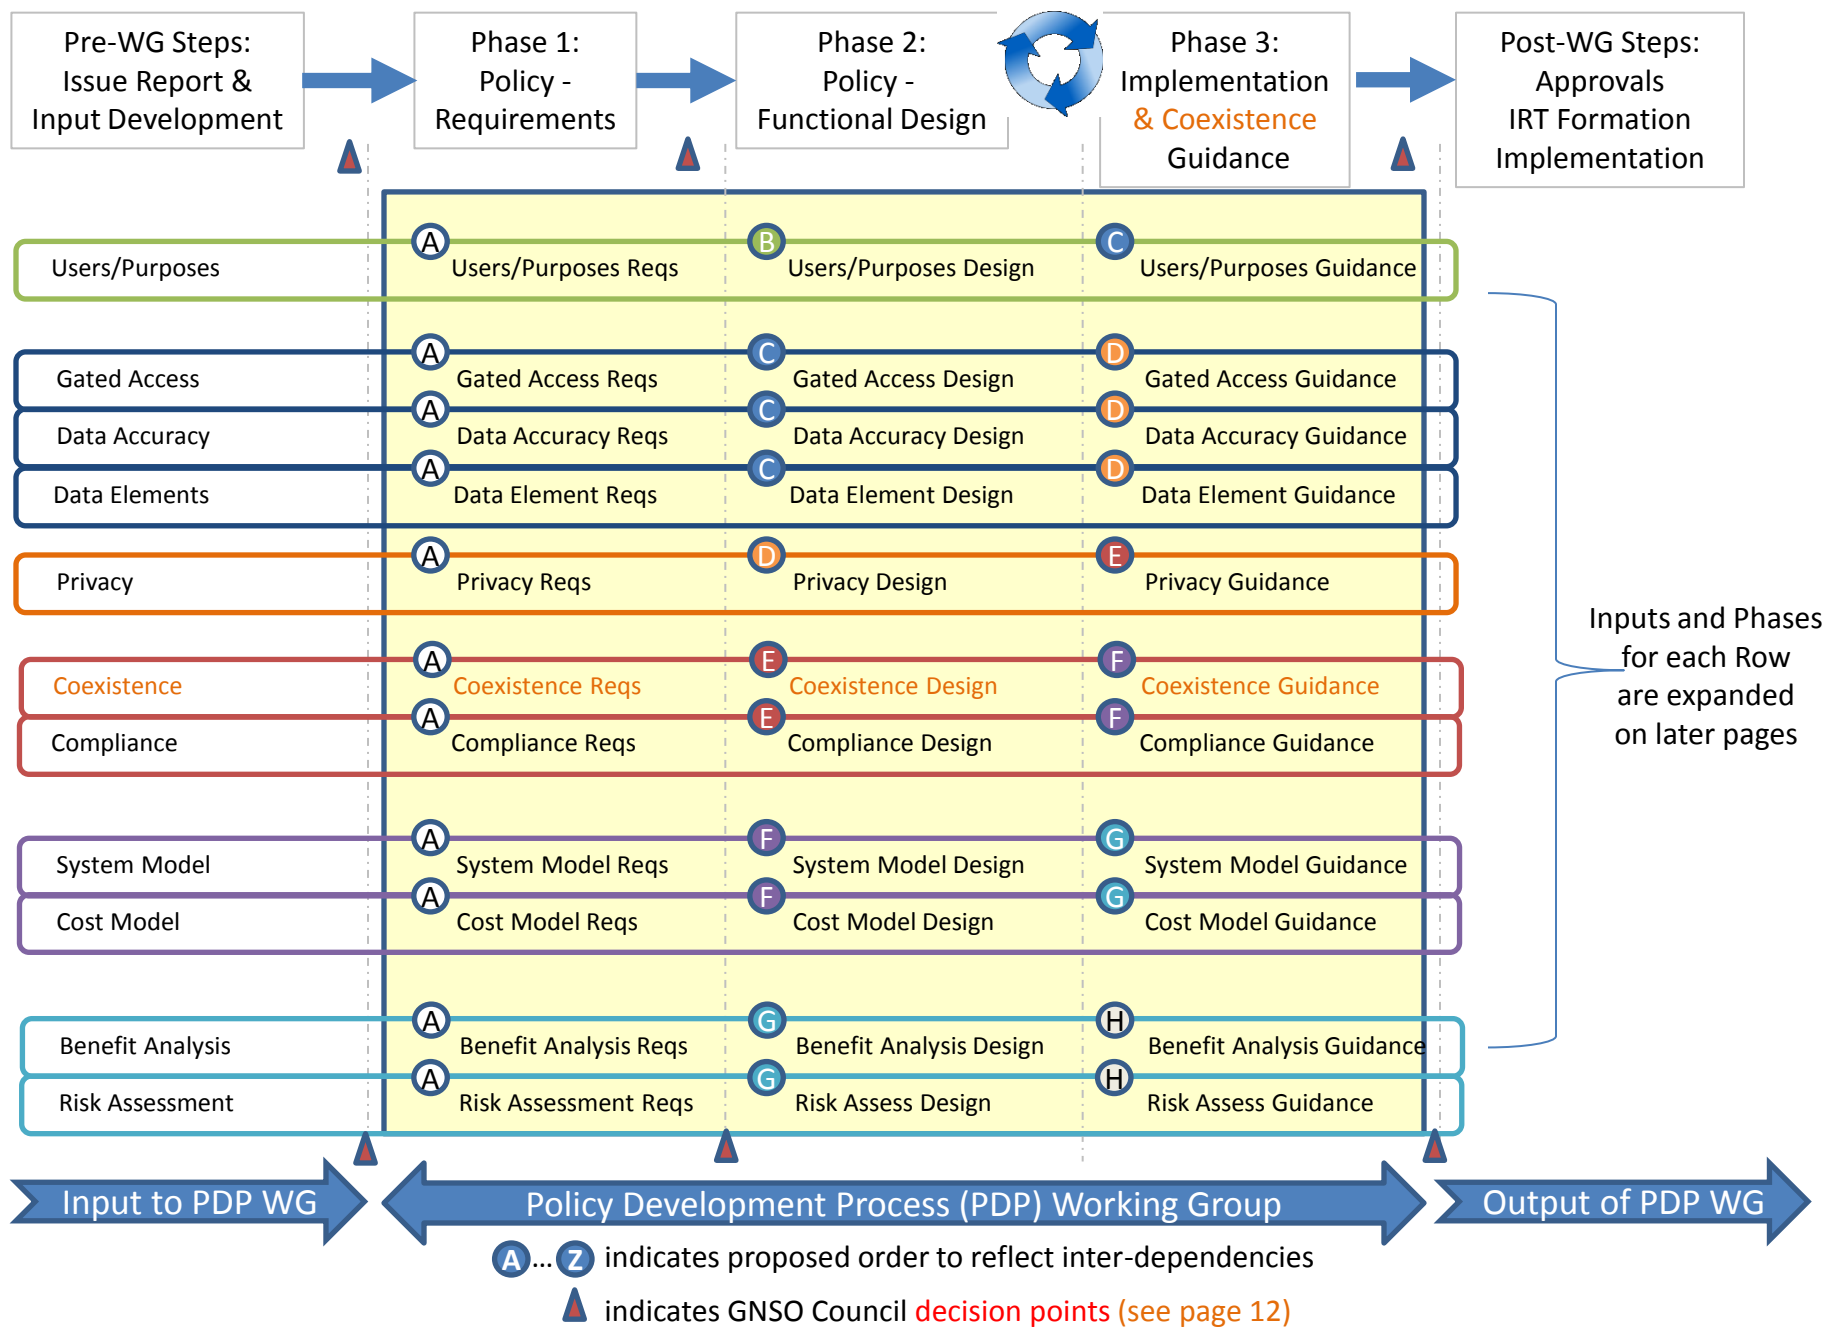 Pre-WG Steps:
Issue Report &
Input Development
Phase 1:
Policy -
Requirements
Phase 2:
Policy -
Functional Design
Phase 3:
Implementation
& Coexistence
Guidance
Post-WG Steps:
Approvals
IRT Formation
Implementation
A B C
Users/Purposes Users/Purposes Reqs Users/Purposes Design Users/Purposes Guidance
A C D
Gated Access Gated Access Reqs Gated Access Design Gated Access Guidance
A C D
Data Accuracy Data Accuracy Reqs Data Accuracy Design Data Accuracy Guidance
A C D
Data Elements Data Element Reqs Data Element Design Data Element Guidance
A D E
Privacy Privacy Reqs Privacy Design Privacy Guidance
A E F
Coexistence Coexistence Reqs Coexistence Design Coexistence Guidance
A E F
Compliance Compliance Reqs Compliance Design Compliance Guidance
A F G
System Model System Model Reqs System Model Design System Model Guidance
A F G
Cost Model Cost Model Reqs Cost Model Design Cost Model Guidance
A G H
Benefit Analysis Benefit Analysis Reqs Benefit Analysis Design Benefit Analysis Guidance
A G H
Risk Assessment Risk Assessment Reqs Risk Assess Design Risk Assess Guidance
Inputs and Phases
for each Row
are expanded
on later pages
Input to PDP WG
Policy Development Process (PDP) Working Group
Output of PDP WG
A ... Z indicates proposed order to reflect inter-dependencies
indicates GNSO Council decision points (see page 12)